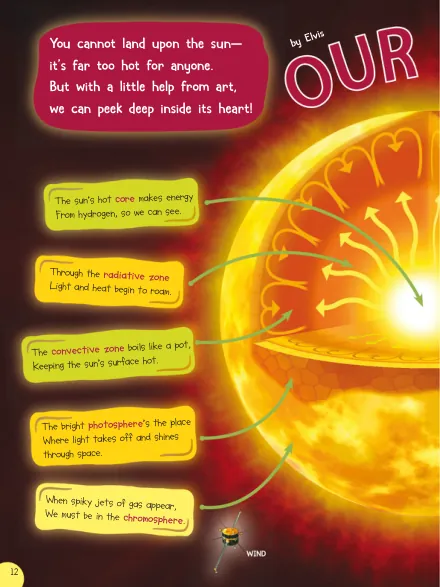 You cannot land upon the sun—
it's far too hot for anyone.
But with a little help from art,
we can peek deep inside its heart!
by Elvis
OUR
The sun's hot core makes energy
From hydrogen, so we can see.
Through the radiative zone
Light and heat begin to roam.
The convective zone boils like a pot,
Keeping the sun's surface hot.
The bright photosphere's the place
Where light takes off and shines
through space.
When spiky jets of gas appear,
We must be in the chromosphere.
WIND
12